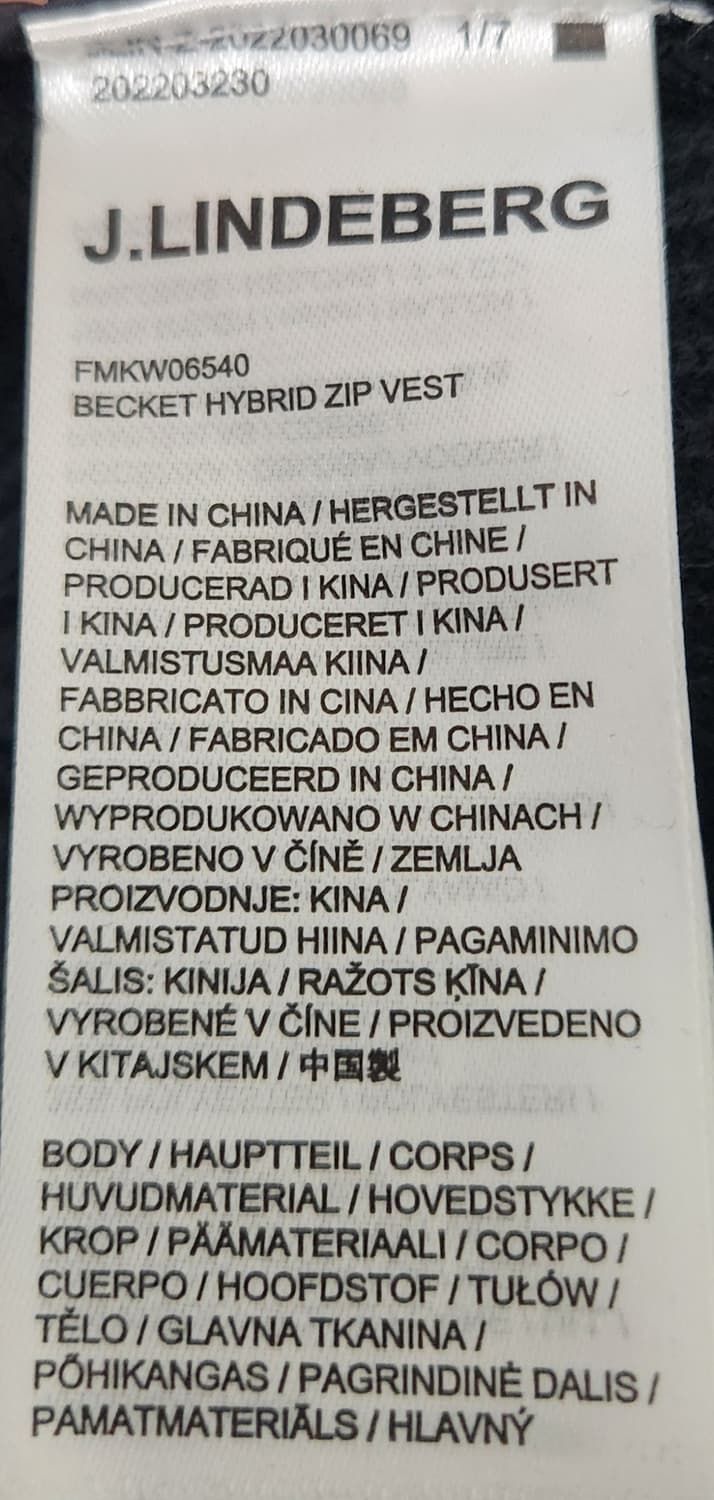 2022030069 1/7
202203230
J.LINDEBERG
FMKW06540
BECKET HYBRID ZIP VEST
MADE IN CHINA / HERGESTELLT IN
CHINA / FABRIQUÉ EN CHINE /
PRODUCERAD I KINA / PRODUSERT
I KINA / PRODUCERET I KINA /
VALMISTUSMAA KIINA /
FABBRICATO IN CINA / HECHO EN
CHINA / FABRICADO EM CHINA /
GEPRODUCEERD IN CHINA /
WYPRODUKOWANO W CHINACH /
VYROBENO V ČÍNĚ / ZEMLJA
PROIZVODNJE: KINA /
VALMISTATUD HIINA / PAGAMINIMO
ŠALIS: KINIJA / RAŽOTS ĶĪNA /
VYROBENÉ V ČÍNE / PROIZVEDENO
V KITAJSKEM / 中国製
BODY / HAUPTTEIL / CORPS /
HUVUDMATERIAL / HOVEDSTYKKE /
KROP / PÄÄMATERIAALI / CORPO /
CUERPO / HOOFDSTOF / TUŁÓW /
TĚLO / GLAVNA TKANINA /
PÕHIKANGAS / PAGRINDINĖ DALIS /
PAMATMATERIĀLS / HLAVNÝ